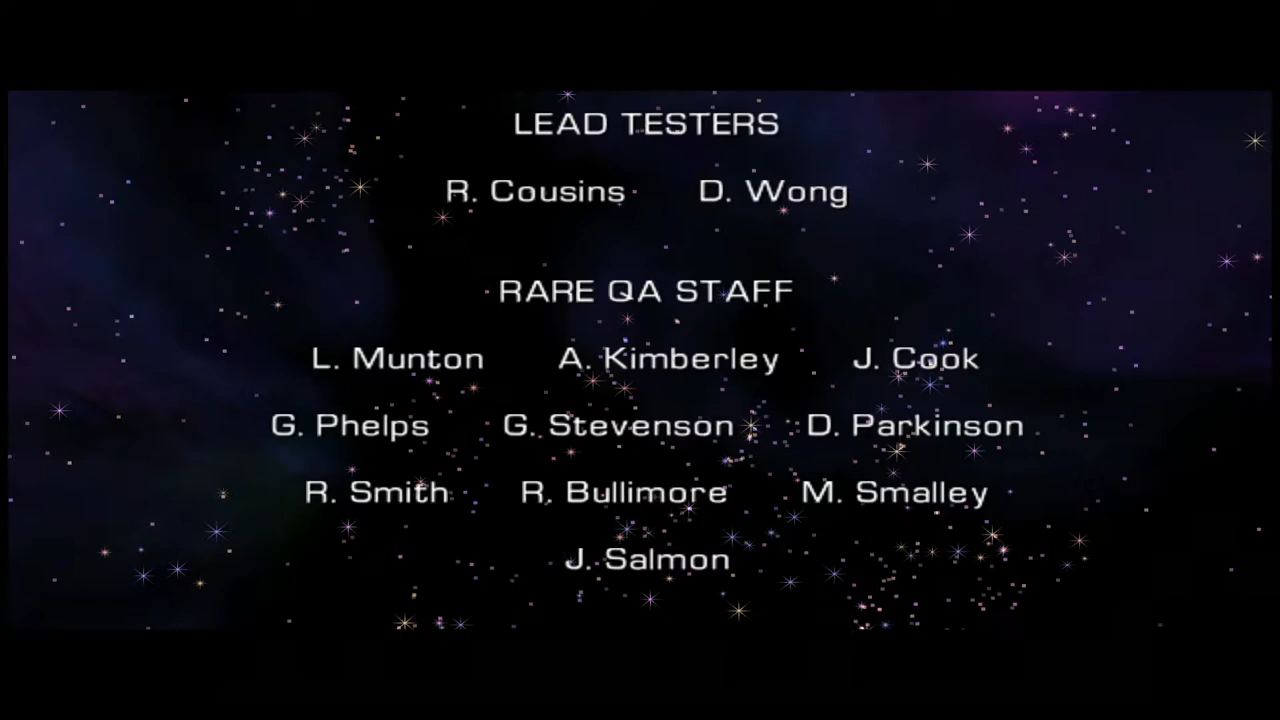 LEAD TESTERS
R. Cousins D. Wong
RARE QA STAFF
L. Munton A. Kimberley J. Cook
G. Phelps G. Stevenson D. Parkinson
R. Smith R. Bullimore M. Smalley
J. Salmon